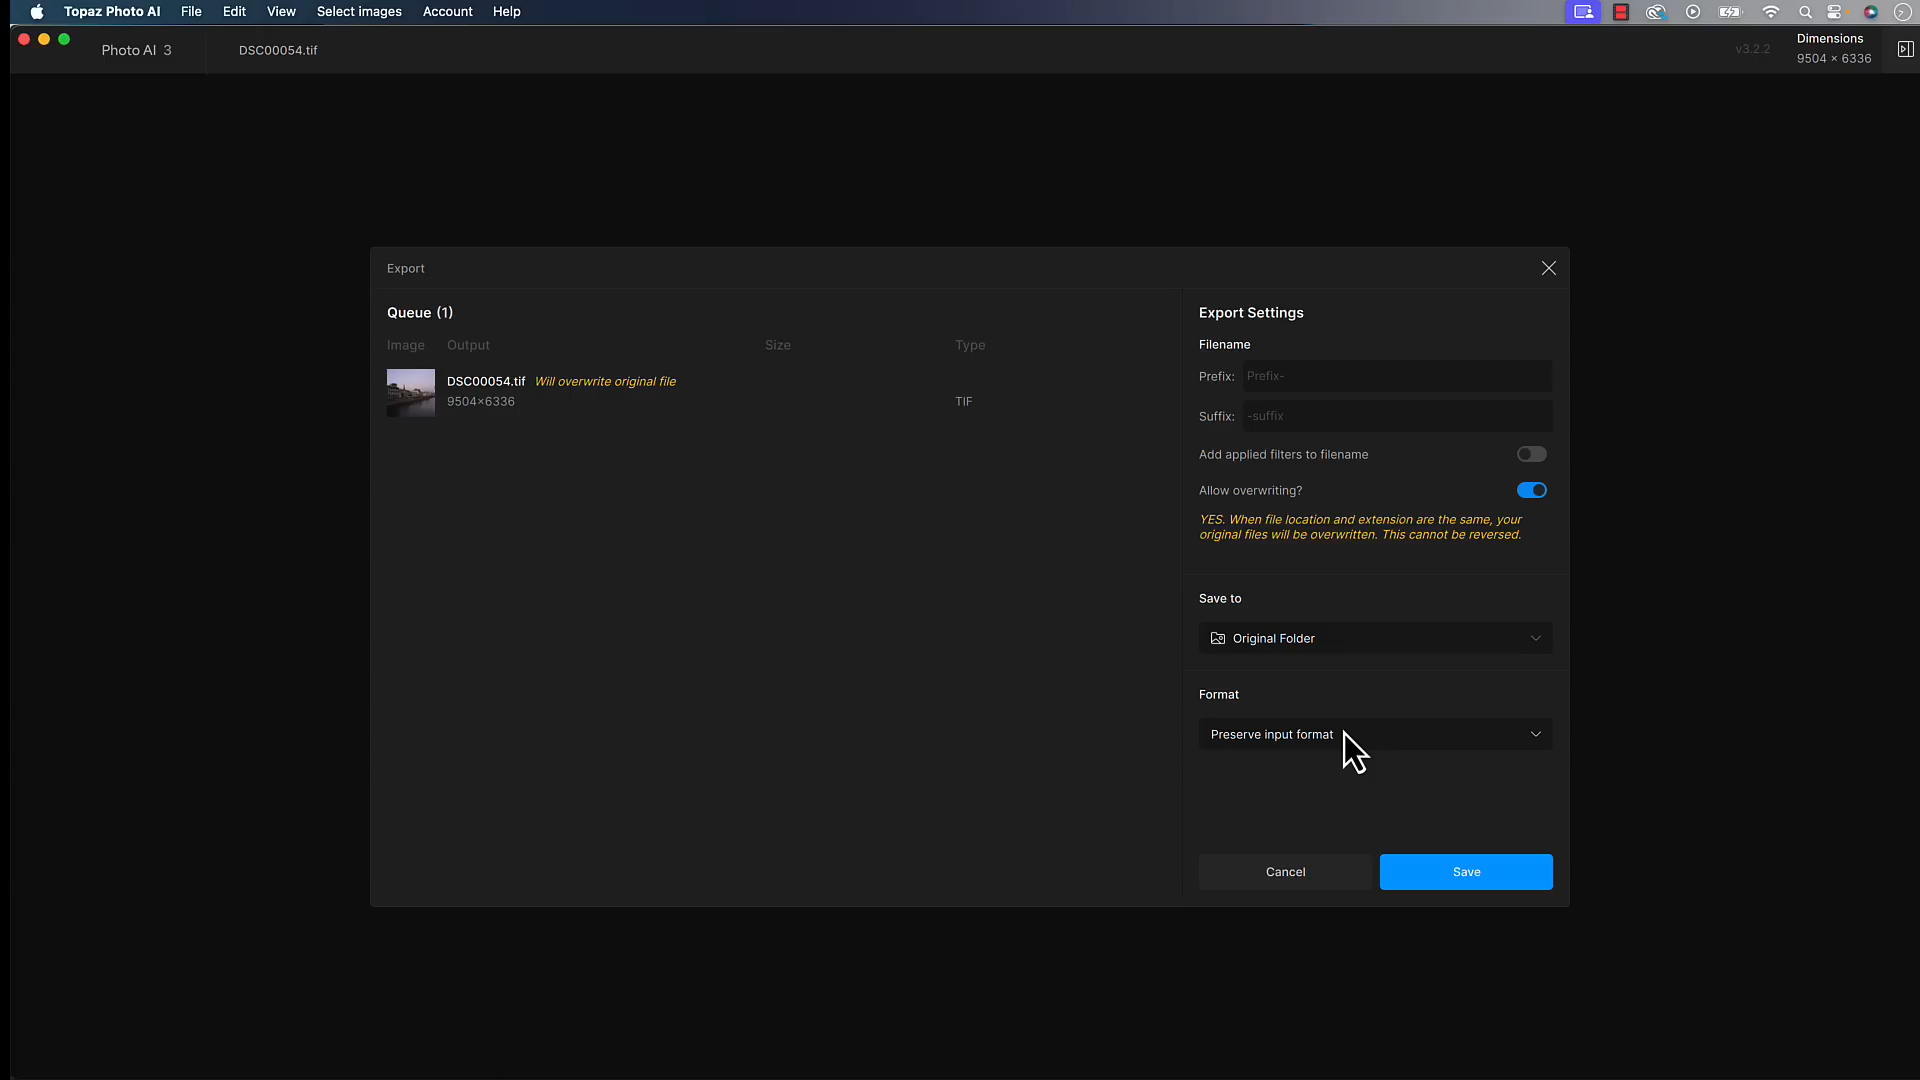 Topaz Photo AI File Edit View Select images Account Help
Photo AI 3
DSC00054.tif
v3.2.2
Dimensions
9504 × 6336
Export
Queue (1)
Image Output Size Type
DSC00054.tif Will overwrite original file
9504×6336
TIF
Export Settings
Filename
Prefix: Prefix-
Suffix: -suffix
Add applied filters to filename
Allow overwriting?
YES. When file location and extension are the same, your
original files will be overwritten. This cannot be reversed.
Save to
Original Folder
Format
Preserve input format
Cancel
Save